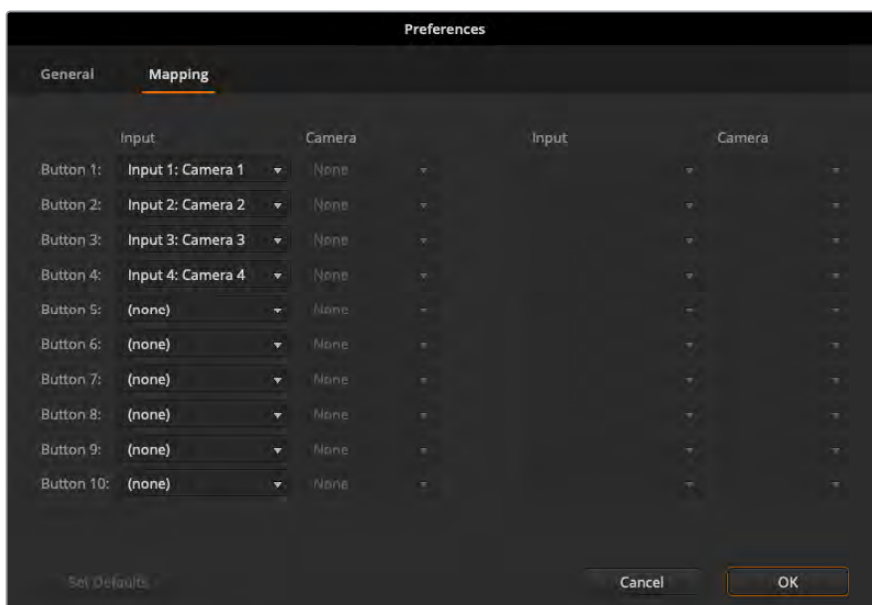 Preferences
General Mapping
Input Camera Input Camera
Button 1: Input 1: Camera 1 None
Button 2: Input 2: Camera 2 None
Button 3: Input 3: Camera 3 None
Button 4: Input 4: Camera 4 None
Button 5: (none) None
Button 6: (none) None
Button 7: (none) None
Button 8: (none) None
Button 9: (none) None
Button 10: (none) None
Set Defaults Cancel OK